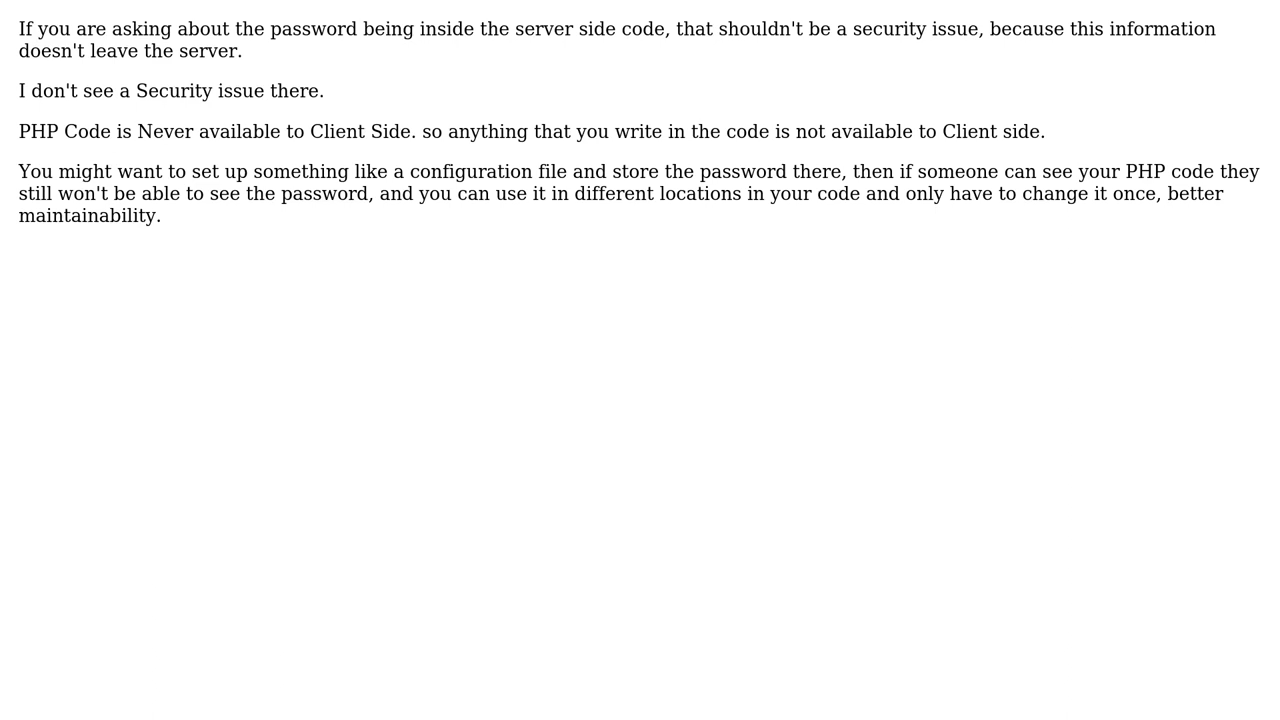 If you are asking about the password being inside the server side code, that shouldn't be a security issue, because this information
doesn't leave the server.
I don't see a Security issue there.
PHP Code is Never available to Client Side. so anything that you write in the code is not available to Client side.
You might want to set up something like a configuration file and store the password there, then if someone can see your PHP code they
still won't be able to see the password, and you can use it in different locations in your code and only have to change it once, better
maintainability.